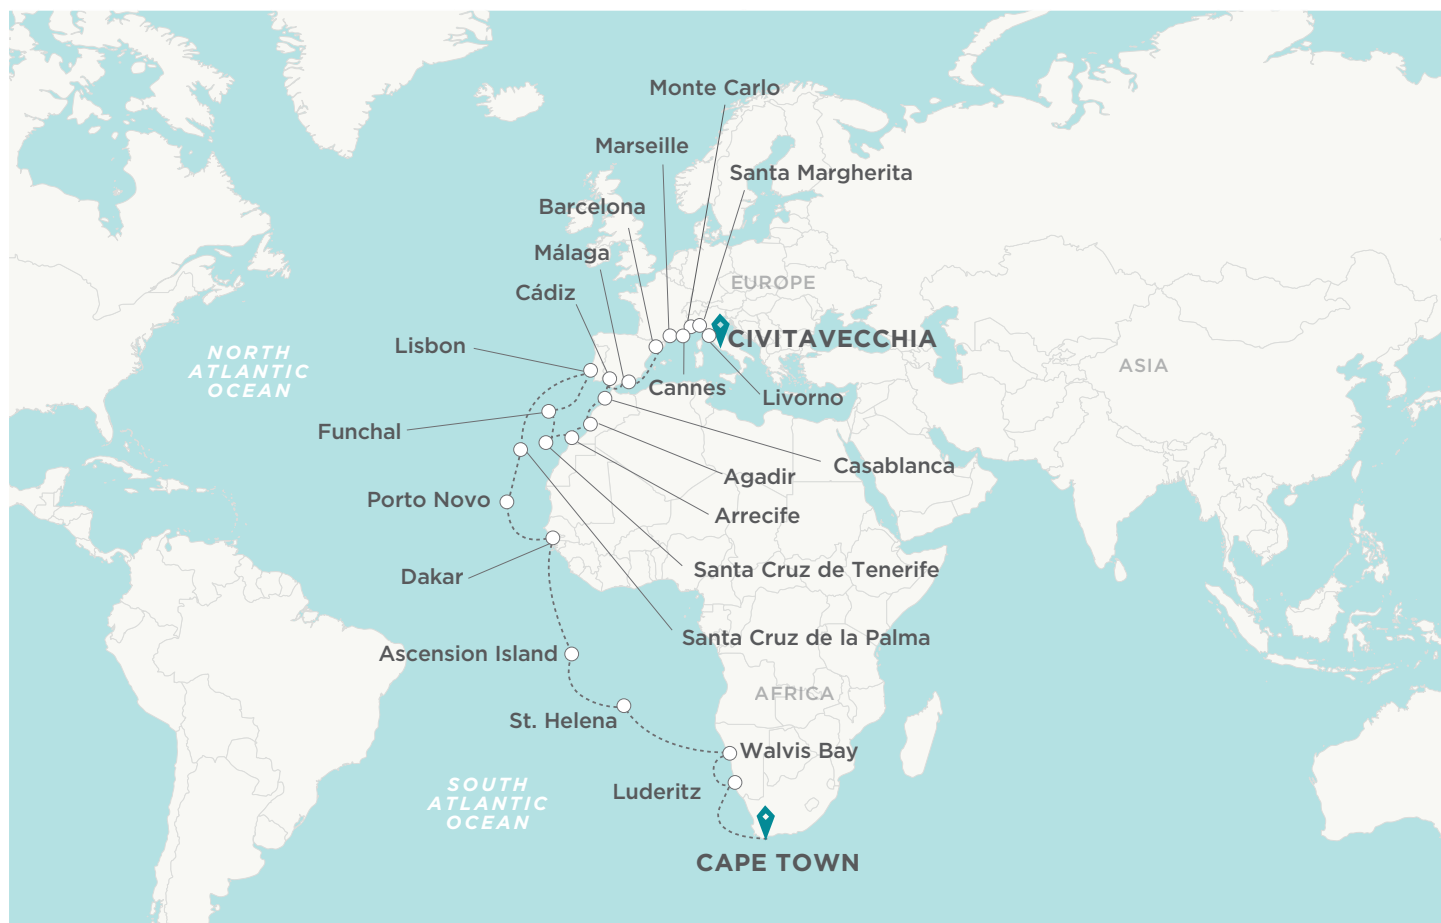 Monte Carlo
Marseille
Santa Margherita
Barcelona
Málaga
EUROPE
Cádiz
CIVITAVECCHIA
Lisbon
NORTH
ATLANTIC
OCEAN
ASIA
Cannes
Livorno
Funchal
Casablanca
Agadir
Porto Novo
Arrecife
Santa Cruz de Tenerife
Dakar
Santa Cruz de la Palma
Ascension Island
AFRICA
St. Helena
Walvis Bay
SOUTH
ATLANTIC
OCEAN
Luderitz
CAPE TOWN